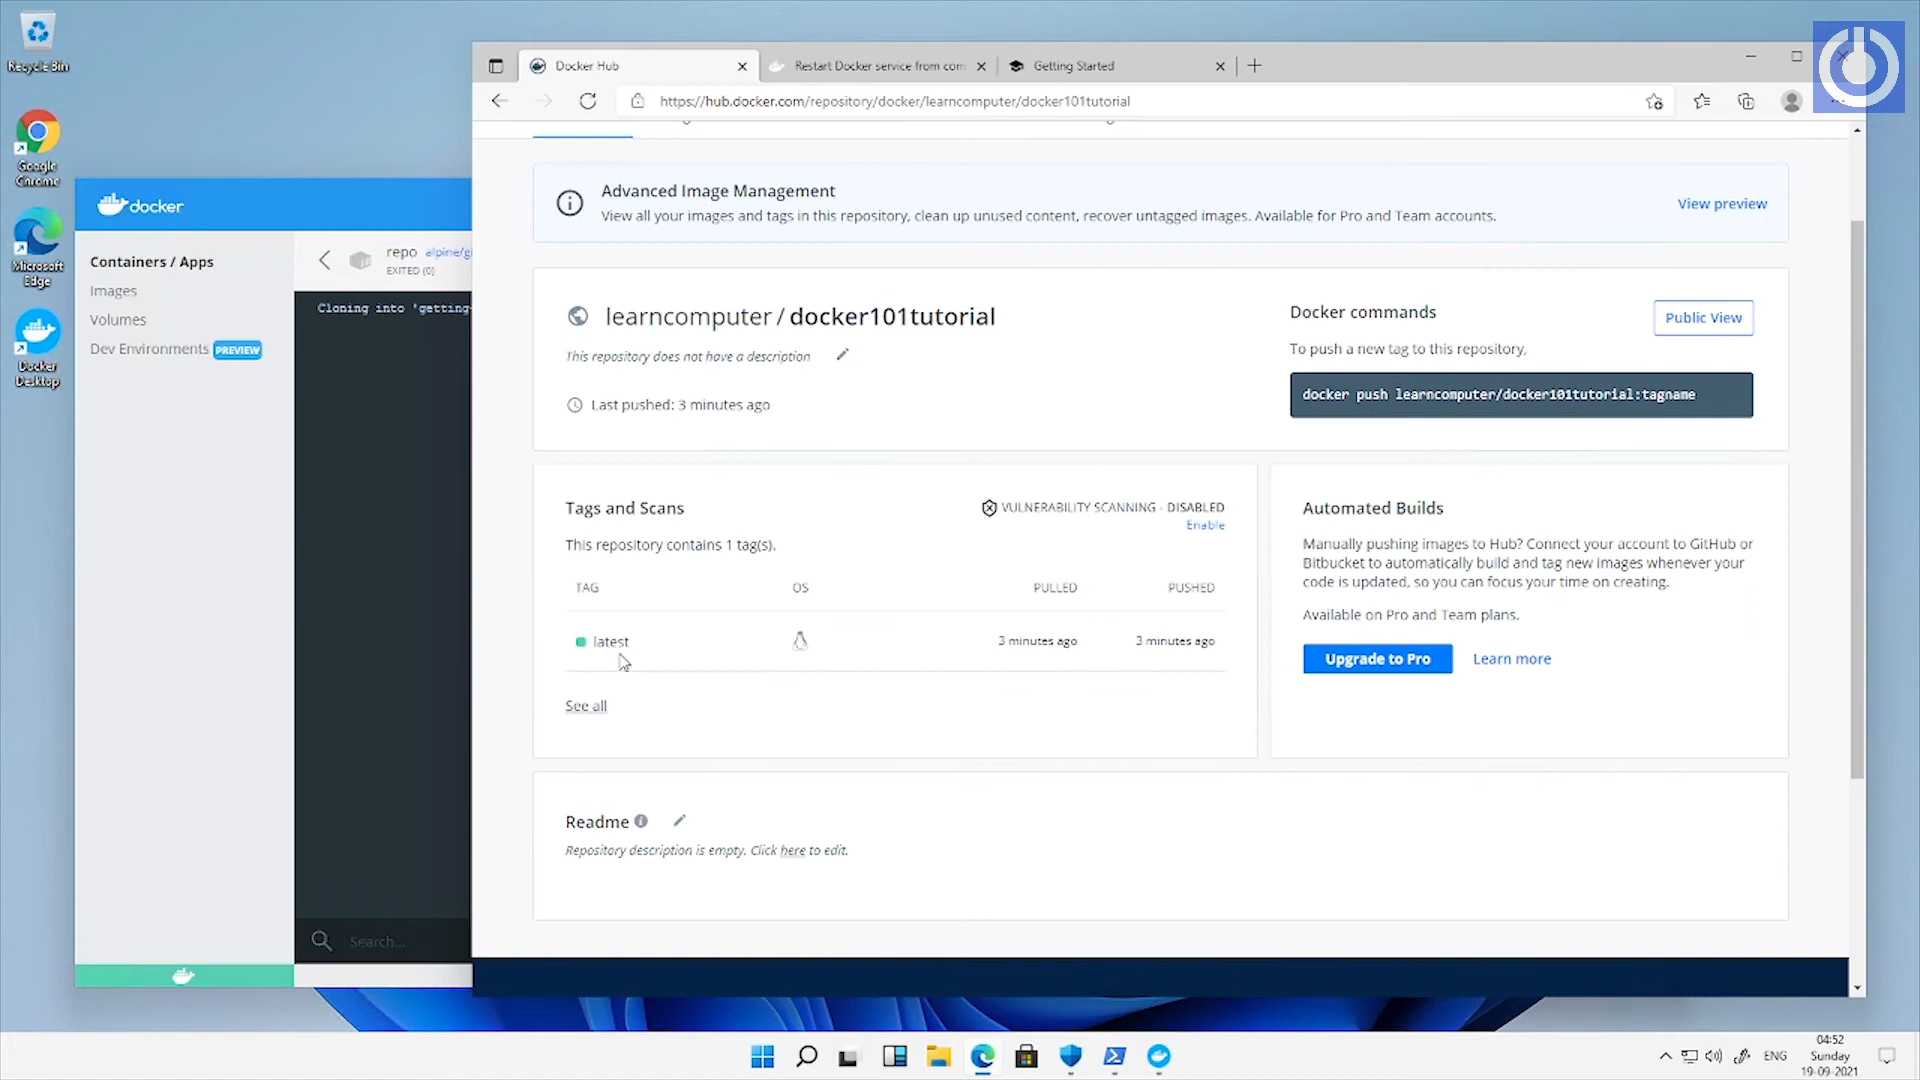 Recycle Bin
Google
Chrome
Microsoft
Edge
Docker
Desktop
docker
Containers / Apps
Images
Volumes
Dev Environments PREVIEW
repo alpine/gi
EXITED (0)
Cloning into 'getting-
Search...
Docker Hub
Restart Docker service from com
Getting Started
https://hub.docker.com/repository/docker/learncomputer/docker101tutorial
Advanced Image Management
View all your images and tags in this repository, clean up unused content, recover untagged images. Available for Pro and Team accounts.
View preview
learncomputer / docker101tutorial
This repository does not have a description
Last pushed: 3 minutes ago
Docker commands
Public View
To push a new tag to this repository,
docker push learncomputer/docker101tutorial:tagname
Tags and Scans
VULNERABILITY SCANNING - DISABLED
Enable
This repository contains 1 tag(s).
TAG OS PULLED PUSHED
latest 3 minutes ago 3 minutes ago
See all
Automated Builds
Manually pushing images to Hub? Connect your account to GitHub or
Bitbucket to automatically build and tag new images whenever your
code is updated, so you can focus your time on creating.
Available on Pro and Team plans.
Upgrade to Pro Learn more
Readme
Repository description is empty. Click here to edit.
ENG
04:52
Sunday
19-09-2021